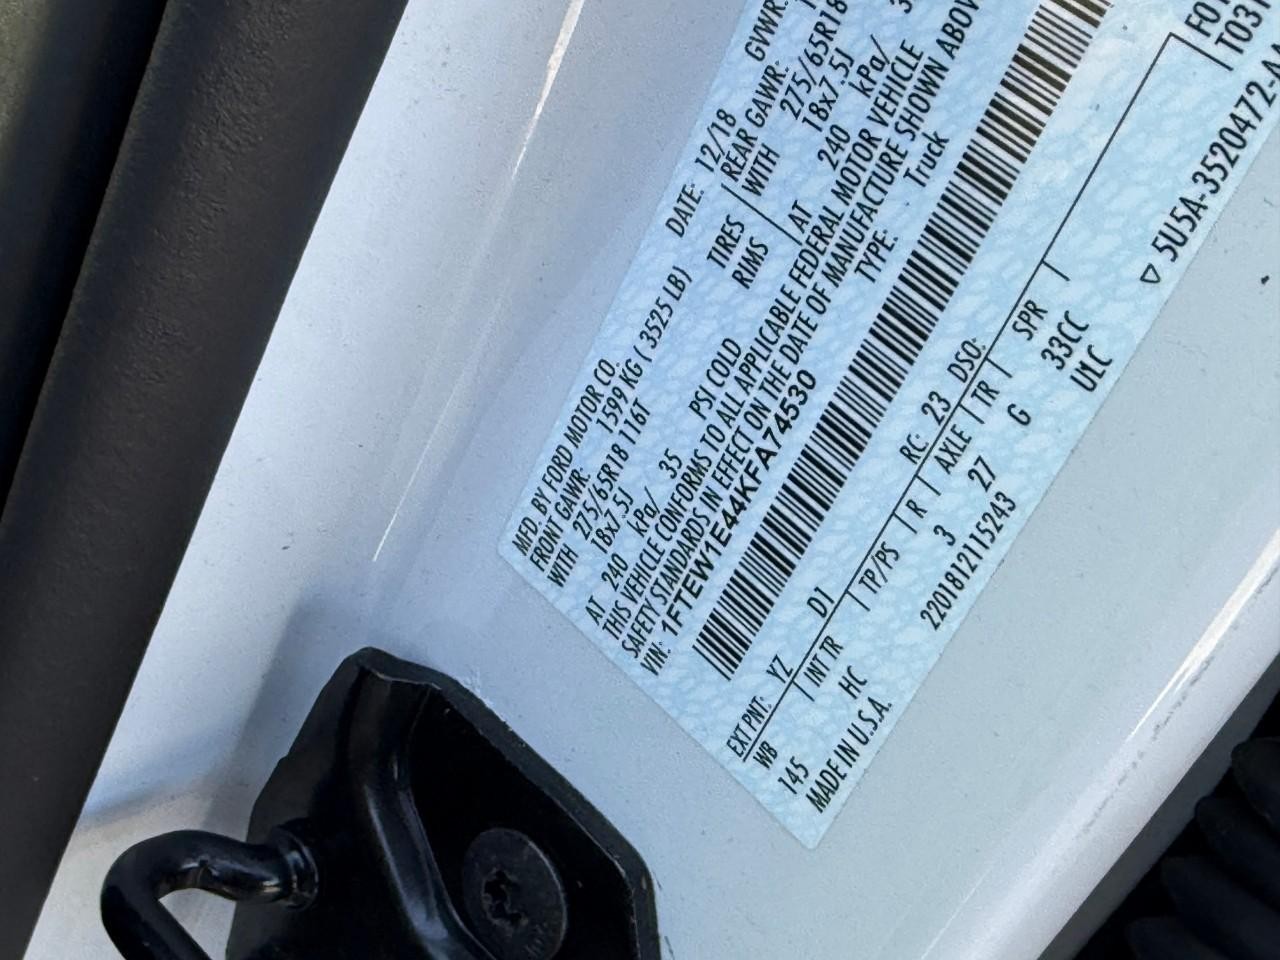 MFD. BY FORD MOTOR CO.
DATE: 12/18
GVWR:
FRONT GAWR: 1599 KG ( 3525 LB)
REAR GAWR:
WITH 275/65R18 116T TIRES
WITH 275/65R18
18x7.5J RIMS
18x7.5J
AT 240 kPa/ 35 PSI COLD
AT 240 kPa/
THIS VEHICLE CONFORMS TO ALL APPLICABLE FEDERAL MOTOR VEHICLE
SAFETY STANDARDS IN EFFECT ON THE DATE OF MANUFACTURE SHOWN ABOV
VIN: 1FTEW1E44KFA74530
TYPE: Truck
EXT PNT: YZ D1 RC: 23 DSO:
WB INT TR TP/PS R AXLE TR SPR
145 HC 3 27 G 33CC
MADE IN U.S.A. 2201812115243 ULC
▽ 5U5A-3520472-A